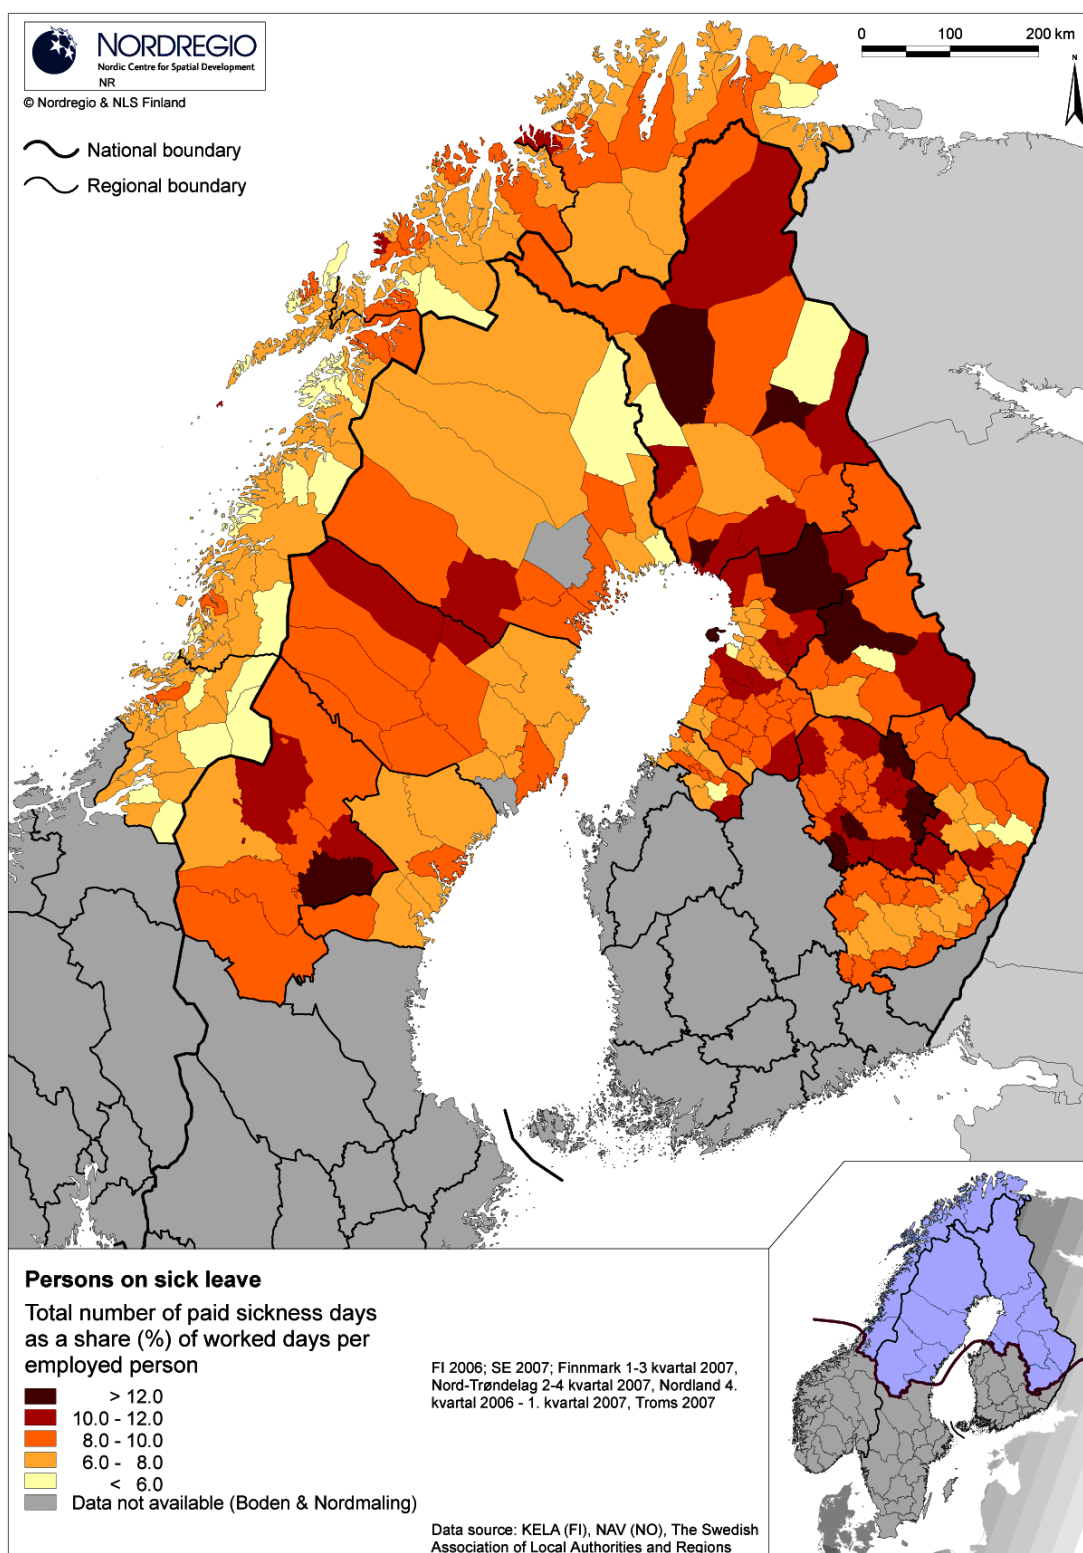 NORDREGIO
Nordic Centre for Spatial Development
NR
© Nordregio & NLS Finland
National boundary
Regional boundary
0 100 200 km
N
Persons on sick leave
Total number of paid sickness days
as a share (%) of worked days per
employed person
> 12.0
10.0 - 12.0
8.0 - 10.0
6.0 - 8.0
< 6.0
Data not available (Boden & Nordmaling)
FI 2006; SE 2007; Finnmark 1-3 kvartal 2007,
Nord-Trøndelag 2-4 kvartal 2007, Nordland 4.
kvartal 2006 - 1. kvartal 2007, Troms 2007
Data source: KELA (FI), NAV (NO), The Swedish
Association of Local Authorities and Regions